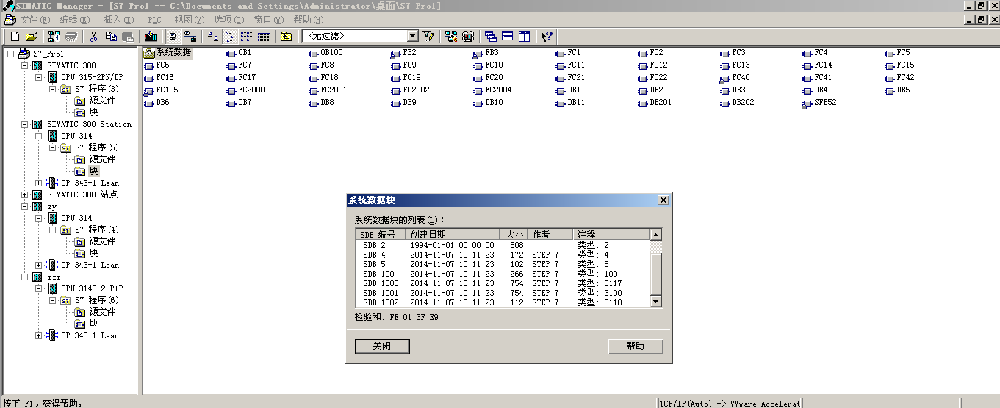 SIMATIC Manager - [S7_Pro1 -- C:\Documents and Settings\Administrator\桌面\S7_Pro1]
文件(F) 编辑(E) 插入(I) PLC 视图(V) 选项(O) 窗口(W) 帮助(H)
<无过滤>
S7_Pro1
SIMATIC 300
CPU 315-2PN/DP
S7 程序(3)
源文件
块
SIMATIC 300 Station
CPU 314
S7 程序(5)
源文件
块
CP 343-1 Lean
SIMATIC 300 站点
zy
CPU 314
S7 程序(4)
源文件
块
CP 343-1 Lean
zzz
CPU 314C-2 PtP
S7 程序(6)
源文件
块
CP 343-1 Lean
系统数据 OB1 OB100 FB2 FB3 FC1 FC2 FC3 FC4 FC5
FC6 FC7 FC8 FC9 FC10 FC11 FC12 FC13 FC14 FC15
FC16 FC17 FC18 FC19 FC20 FC21 FC22 FC40 FC41 FC42
FC105 FC2000 FC2001 FC2002 FC2004 DB1 DB2 DB3 DB4 DB5
DB6 DB7 DB8 DB9 DB10 DB11 DB201 DB202 SFB52
系统数据块
系统数据块的列表(L):
SDB 编号 创建日期 大小 作者 注释
SDB 2 1994-01-01 00:00:00 508 类型: 2
SDB 4 2014-11-07 10:11:23 172 STEP 7 类型: 4
SDB 5 2014-11-07 10:11:23 102 STEP 7 类型: 5
SDB 100 2014-11-07 10:11:23 266 STEP 7 类型: 100
SDB 1000 2014-11-07 10:11:23 754 STEP 7 类型: 3117
SDB 1001 2014-11-07 10:11:23 754 STEP 7 类型: 3100
SDB 1002 2014-11-07 10:11:23 112 STEP 7 类型: 3118
检验和: FE 01 3F E9
关闭 帮助
按下 F1，获得帮助。 TCP/IP(Auto) -> VMware Accelerat